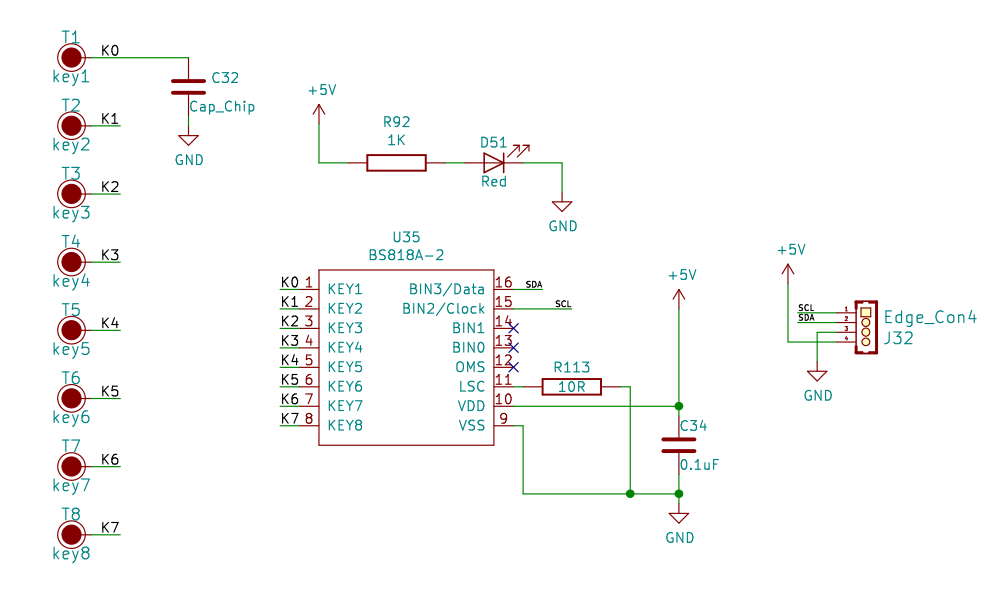 T1
K0
key1
C32
Cap_Chip
GND
T2
K1
key2
T3
K2
key3
T4
K3
key4
T5
K4
key5
T6
K5
key6
T7
K6
key7
T8
K7
key8
+5V
R92
1K
D51
Red
GND
U35
BS818A-2
K0 1 KEY1
K1 2 KEY2
K2 3 KEY3
K3 4 KEY4
K4 5 KEY5
K5 6 KEY6
K6 7 KEY7
K7 8 KEY8
BIN3/Data 16 SDA
BIN2/Clock 15 SCL
BIN1 14
BIN0 13
OMS 12
LSC 11
VDD 10
VSS 9
R113
10R
+5V
C34
0.1uF
GND
+5V
SCL 1
SDA 2
3
4
Edge_Con4
J32
GND